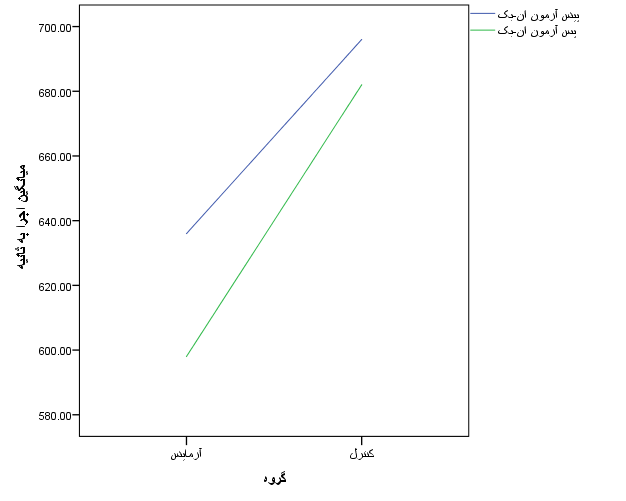 پیش آزمون ان-بک
پس آزمون ان-بک
700.00
680.00
660.00
640.00
620.00
600.00
580.00
میانگین اجرا به ثانیه
آزمایش
کنترل
گروه